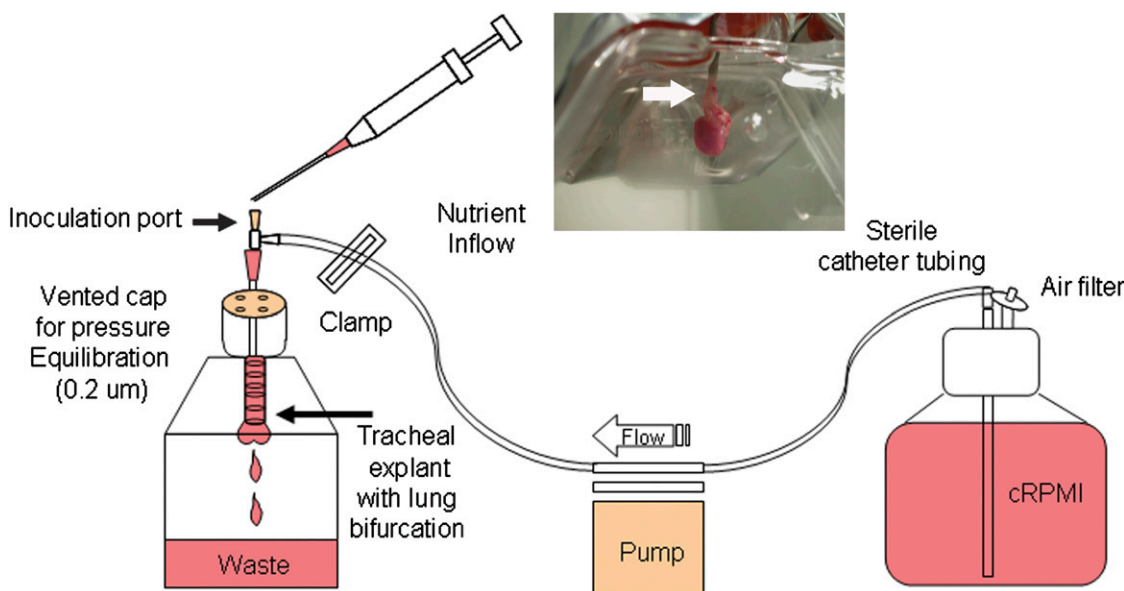 Inoculation port
Nutrient
Inflow
Sterile
catheter tubing
Air filter
Vented cap
for pressure
Equilibration
(0.2 um)
Clamp
Tracheal
explant
with lung
bifurcation
Flow
cRPMI
Pump
Waste